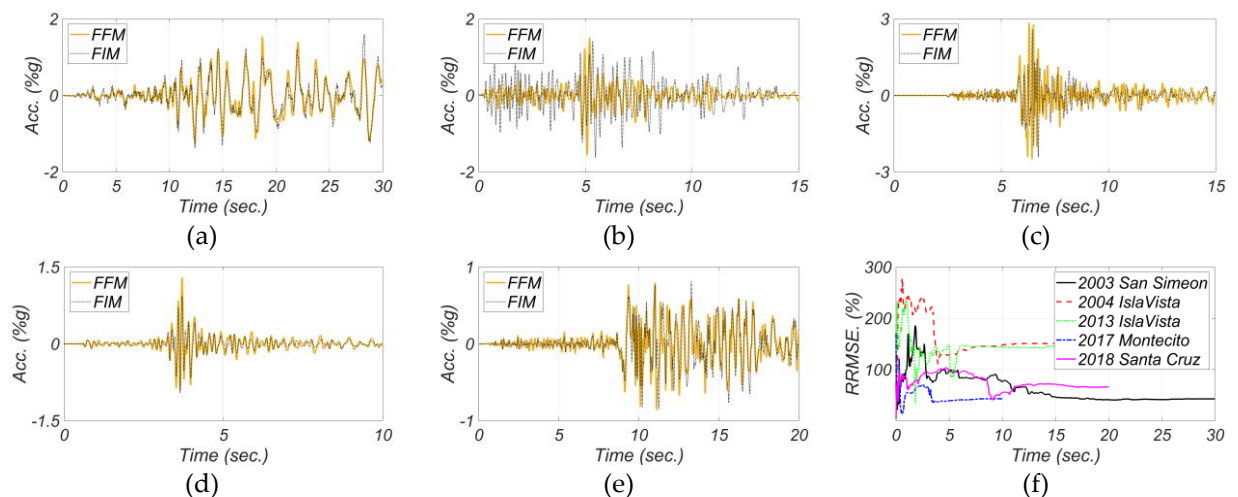 2
FFM
FIM
Acc. (%g)
0
-2
0 5 10 15 20 25 30
Time (sec.)
(a)
2
FFM
FIM
Acc. (%g)
0
-2
0 5 10 15
Time (sec.)
(b)
3
FFM
FIM
Acc. (%g)
0
-3
0 5 10 15
Time (sec.)
(c)
1.5
FFM
FIM
Acc. (%g)
0
-1.5
0 5 10
Time (sec.)
(d)
1
FFM
FIM
Acc. (%g)
0
-1
0 5 10 15 20
Time (sec.)
(e)
300
2003 San Simeon
2004 IslaVista
2013 IslaVista
2017 Montecito
2018 Santa Cruz
RRMSE. (%)
200
100
0 5 10 15 20 25 30
Time (sec.)
(f)